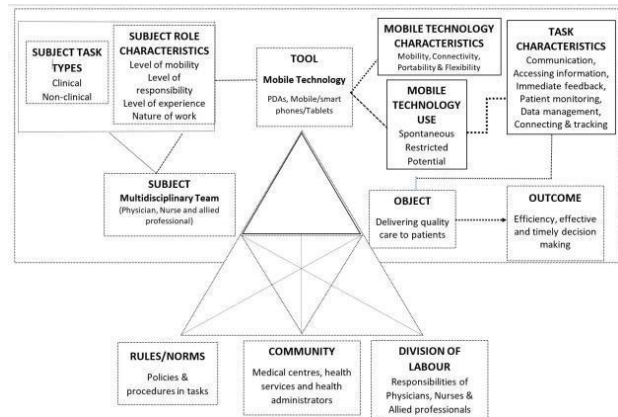 SUBJECT TASK
TYPES
Clinical
Non-clinical
SUBJECT ROLE
CHARACTERISTICS
Level of mobility
Level of
responsibility
Level of experience
Nature of work
TOOL
Mobile Technology
PDAs, Mobile/smart
phones/Tablets
MOBILE TECHNOLOGY
CHARACTERISTICS
Mobility, Connectivity,
Portability & Flexibility
MOBILE
TECHNOLOGY
USE
Spontaneous
Restricted
Potential
TASK
CHARACTERISTICS
Communication,
Accessing information,
Immediate feedback,
Patient monitoring,
Data management,
Connecting & tracking
SUBJECT
Multidisciplinary Team
(Physician, Nurse and allied
professional)
OBJECT
Delivering quality
care to patients
OUTCOME
Efficiency, effective
and timely decision
making
RULES/NORMS
Policies &
procedures in tasks
COMMUNITY
Medical centres, health
services and health
administrators
DIVISION OF
LABOUR
Responsibilities of
Physicians, Nurses &
Allied professionals